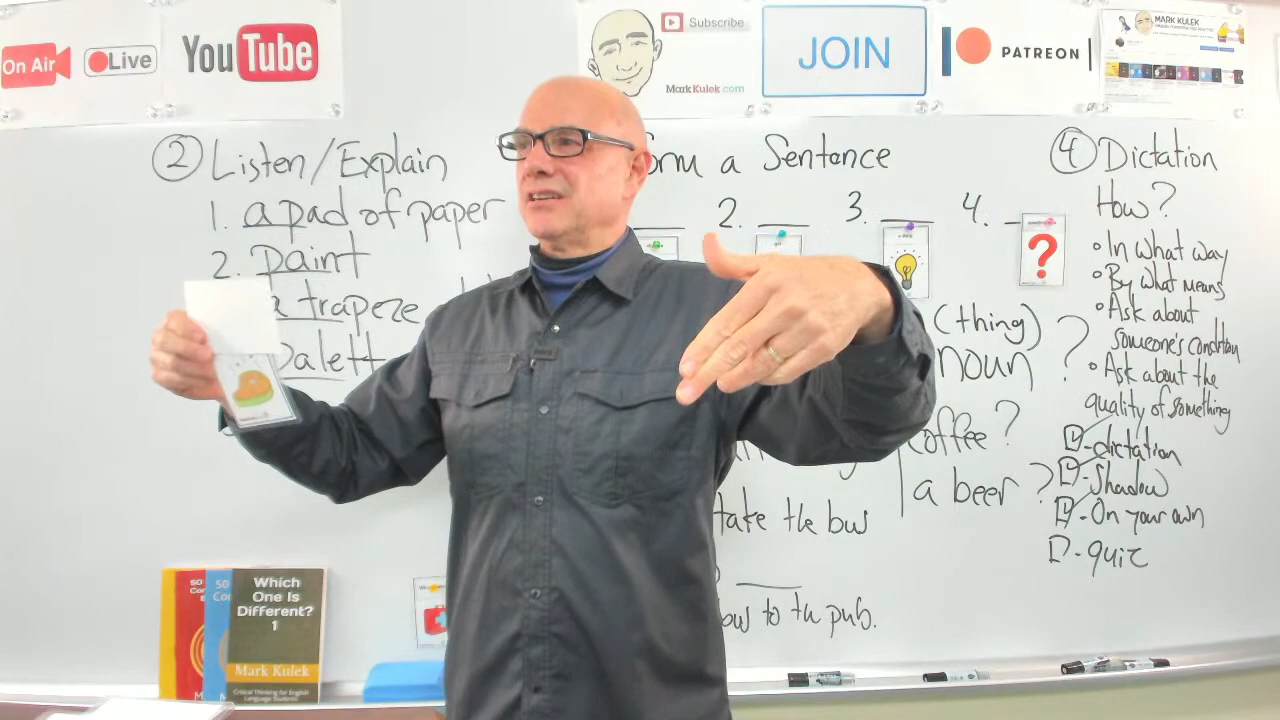 On Air
Live
YouTube
Subscribe
MarkKulek.com
JOIN
PATREON
MARK KULEK
② Listen/Explain
1. a pad of paper
2. paint
trapeze
orm a Sentence
2.
3.
4.
(thing)
noun ?
coffee?
a beer?
take the bus
to the pub.
④ Dictation
How?
• In what way
• By what means
• Ask about
someone's condition
• Ask about the
quality of something
- dictation
- Shadow
- On your own
- quiz
50
50
Which
One Is
Different?
1
Mark Kulek
Critical Thinking for English
Language Students